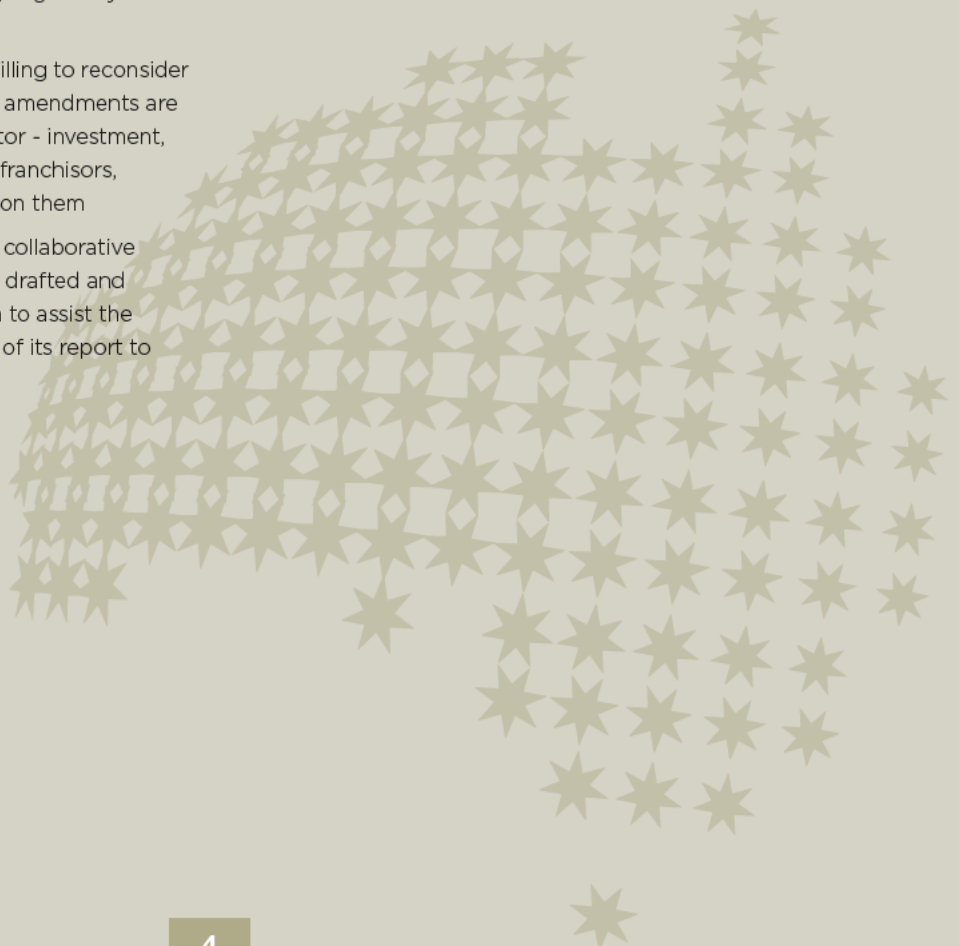 illing to reconsider
amendments are
tor - investment,
franchisors,
on them
collaborative
drafted and
to assist the
of its report to
4